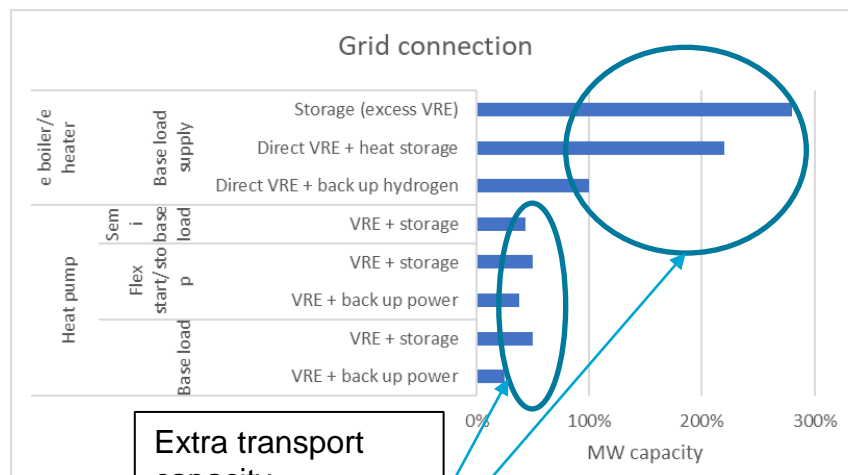 Grid connection
e boiler/e
heater
Base load
supply
Storage (excess VRE)
Direct VRE + heat storage
Direct VRE + back up hydrogen
Heat pump
Sem
i
base
load
VRE + storage
Flex
start/sto
p
VRE + storage
VRE + back up power
Base load
VRE + storage
VRE + back up power
0%
100%
200%
300%
MW capacity
Extra transport
capacity